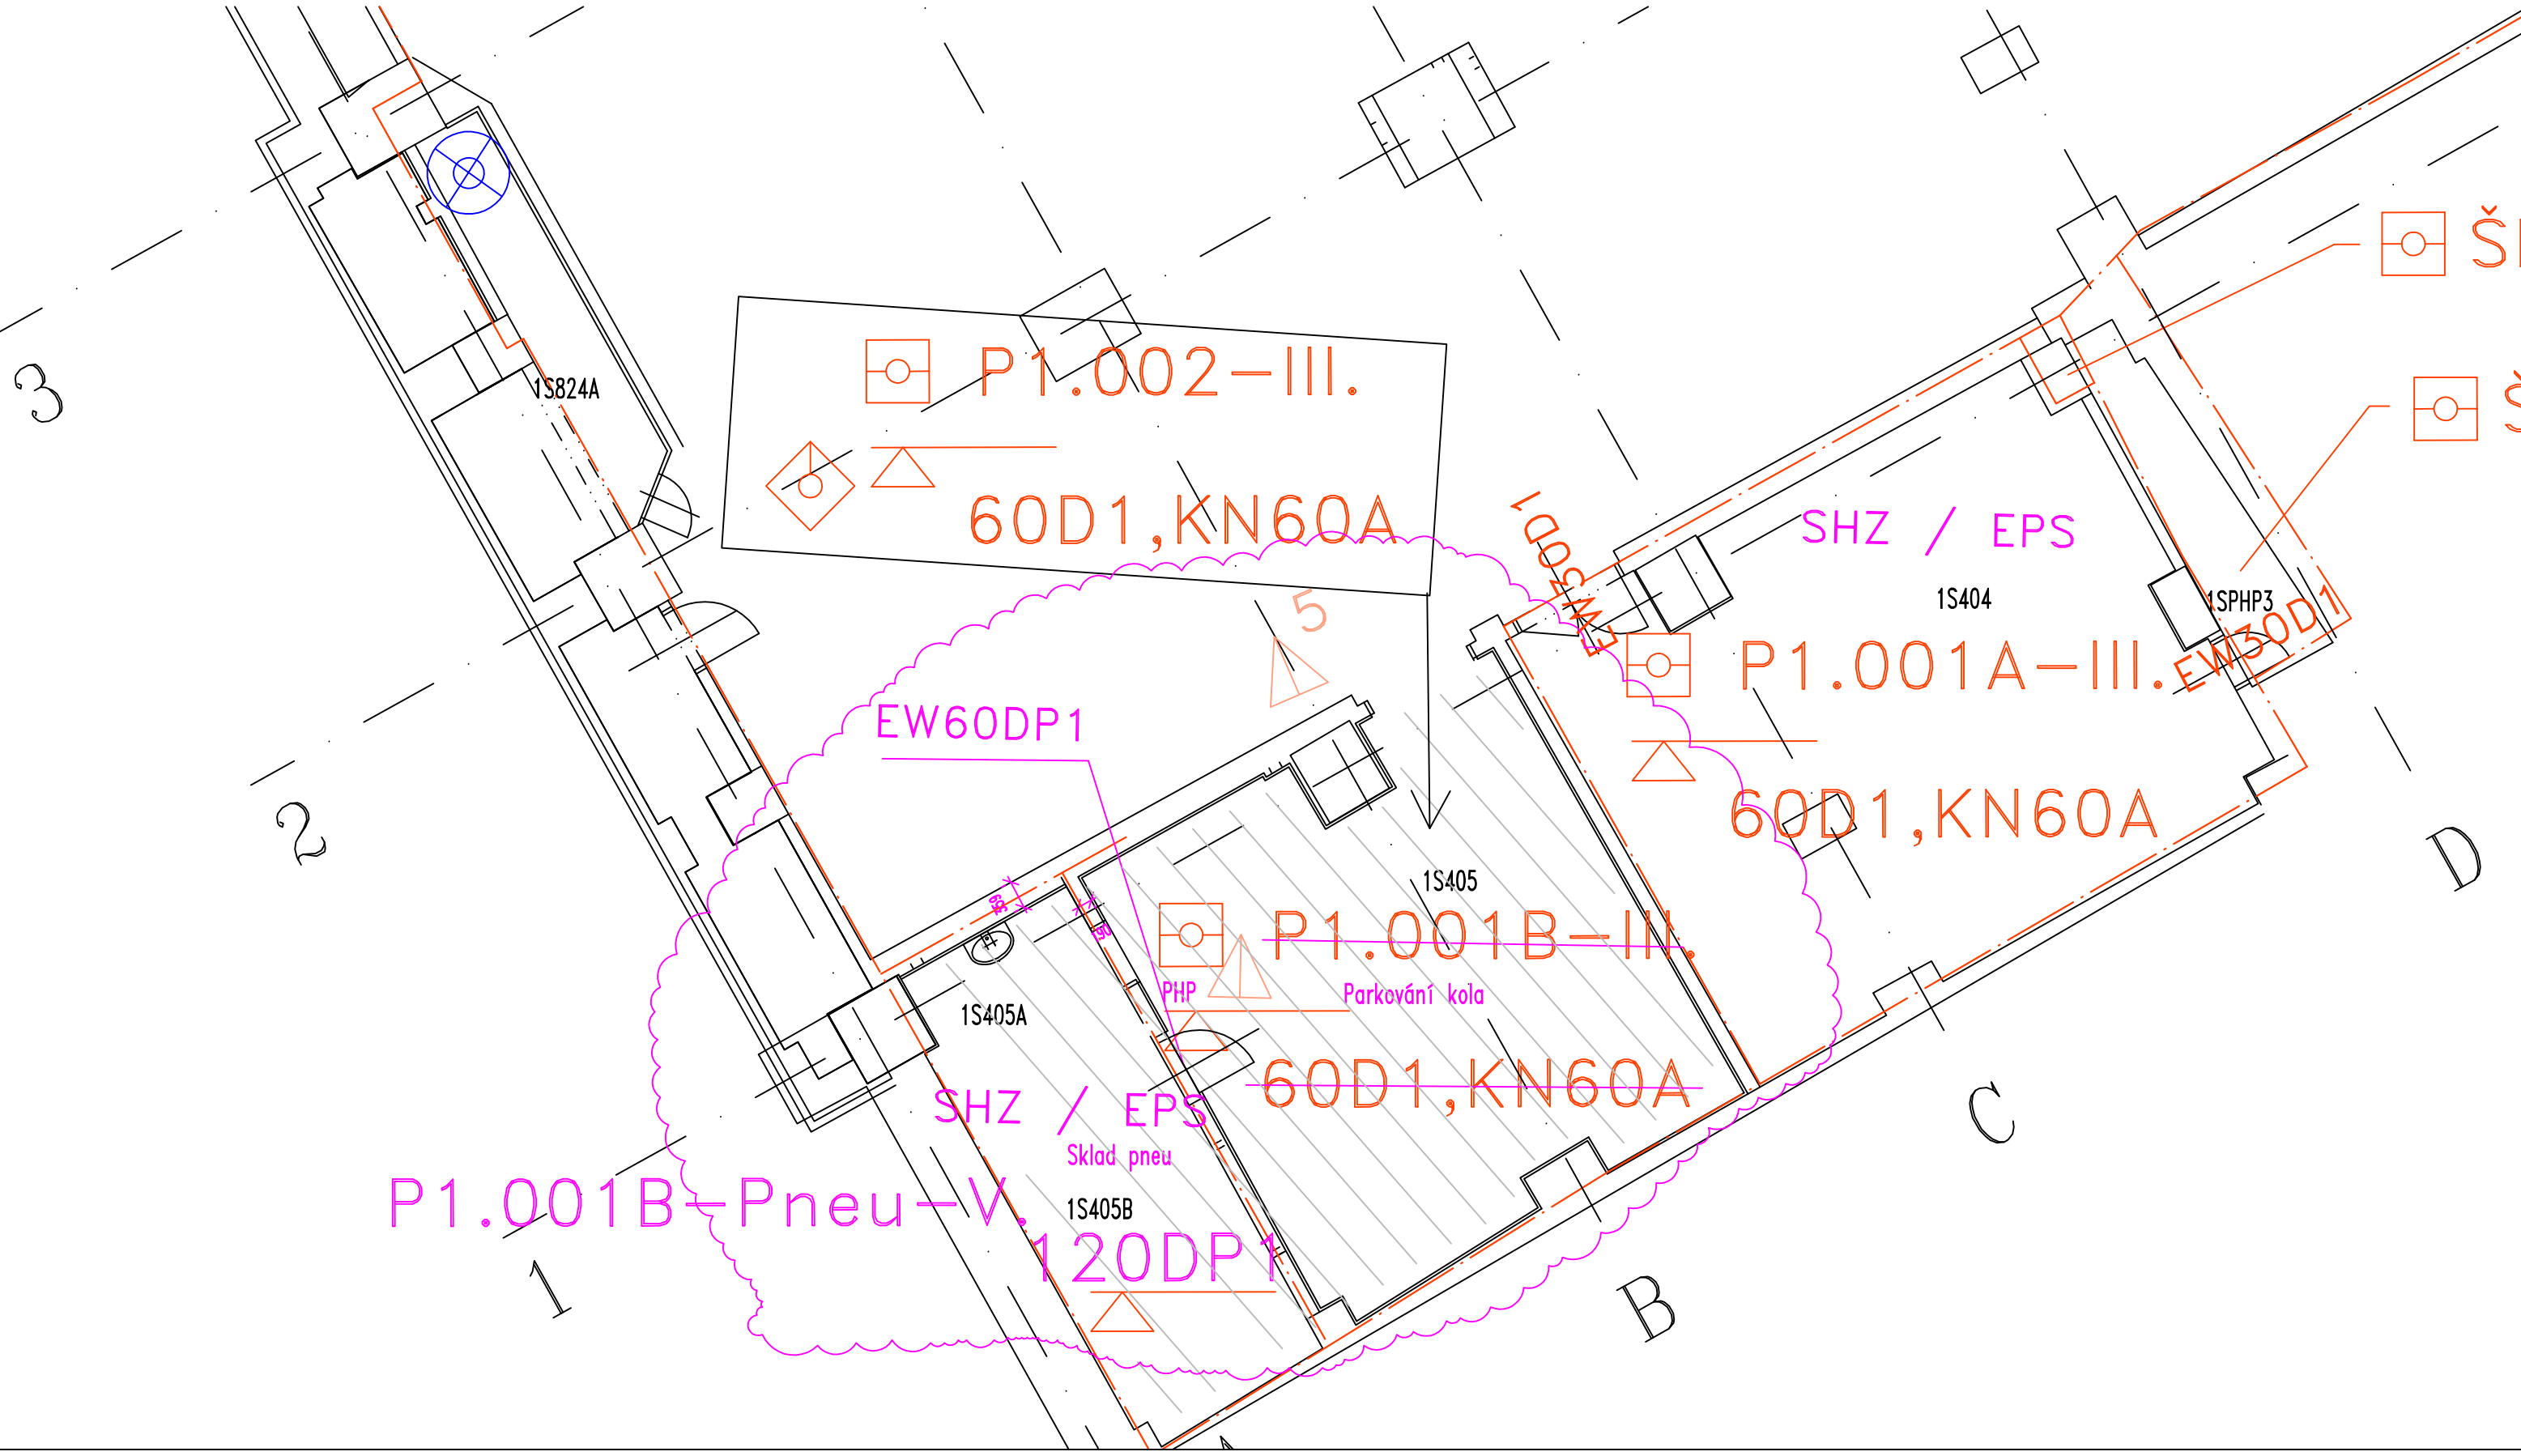 3
1S824A
P1.002-III.
60D1,KN60A
EW30D1
SHZ / EPS
1S404
1SPHP3
EW30D1
5
P1.001A-III.
EW60DP1
60D1,KN60A
2
D
1S405
P1.001B-III.
PHP
Parkování kola
1S405A
60D1,KN60A
SHZ / EPS
Sklad pneu
C
P1.001B-Pneu-V.
1S405B
120DP1
1
B